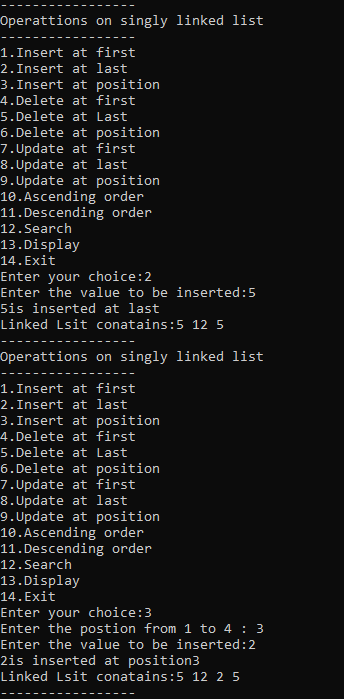 -----------------
Operattions on singly linked list
-----------------
1.Insert at first
2.Insert at last
3.Insert at position
4.Delete at first
5.Delete at Last
6.Delete at position
7.Update at first
8.Update at last
9.Update at position
10.Ascending order
11.Descending order
12.Search
13.Display
14.Exit
Enter your choice:2
Enter the value to be inserted:5
5is inserted at last
Linked Lsit conatains:5 12 5
-----------------
Operattions on singly linked list
-----------------
1.Insert at first
2.Insert at last
3.Insert at position
4.Delete at first
5.Delete at Last
6.Delete at position
7.Update at first
8.Update at last
9.Update at position
10.Ascending order
11.Descending order
12.Search
13.Display
14.Exit
Enter your choice:3
Enter the postion from 1 to 4 : 3
Enter the value to be inserted:2
2is inserted at position3
Linked Lsit conatains:5 12 2 5
-----------------